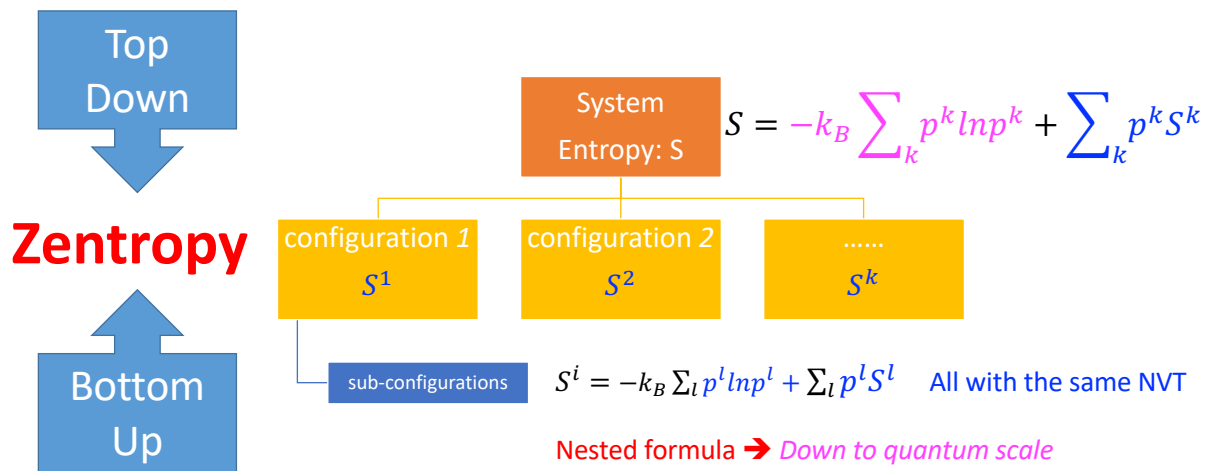 Top
Down
Zentropy
Bottom
Up
System
Entropy: S
S = -k_B ∑_k p^k lnp^k + ∑_k p^k S^k
configuration 1
S^1
configuration 2
S^2
......
S^k
sub-configurations
S^i = -k_B ∑_l p^l lnp^l + ∑_l p^l S^l All with the same NVT
Nested formula ➔ Down to quantum scale